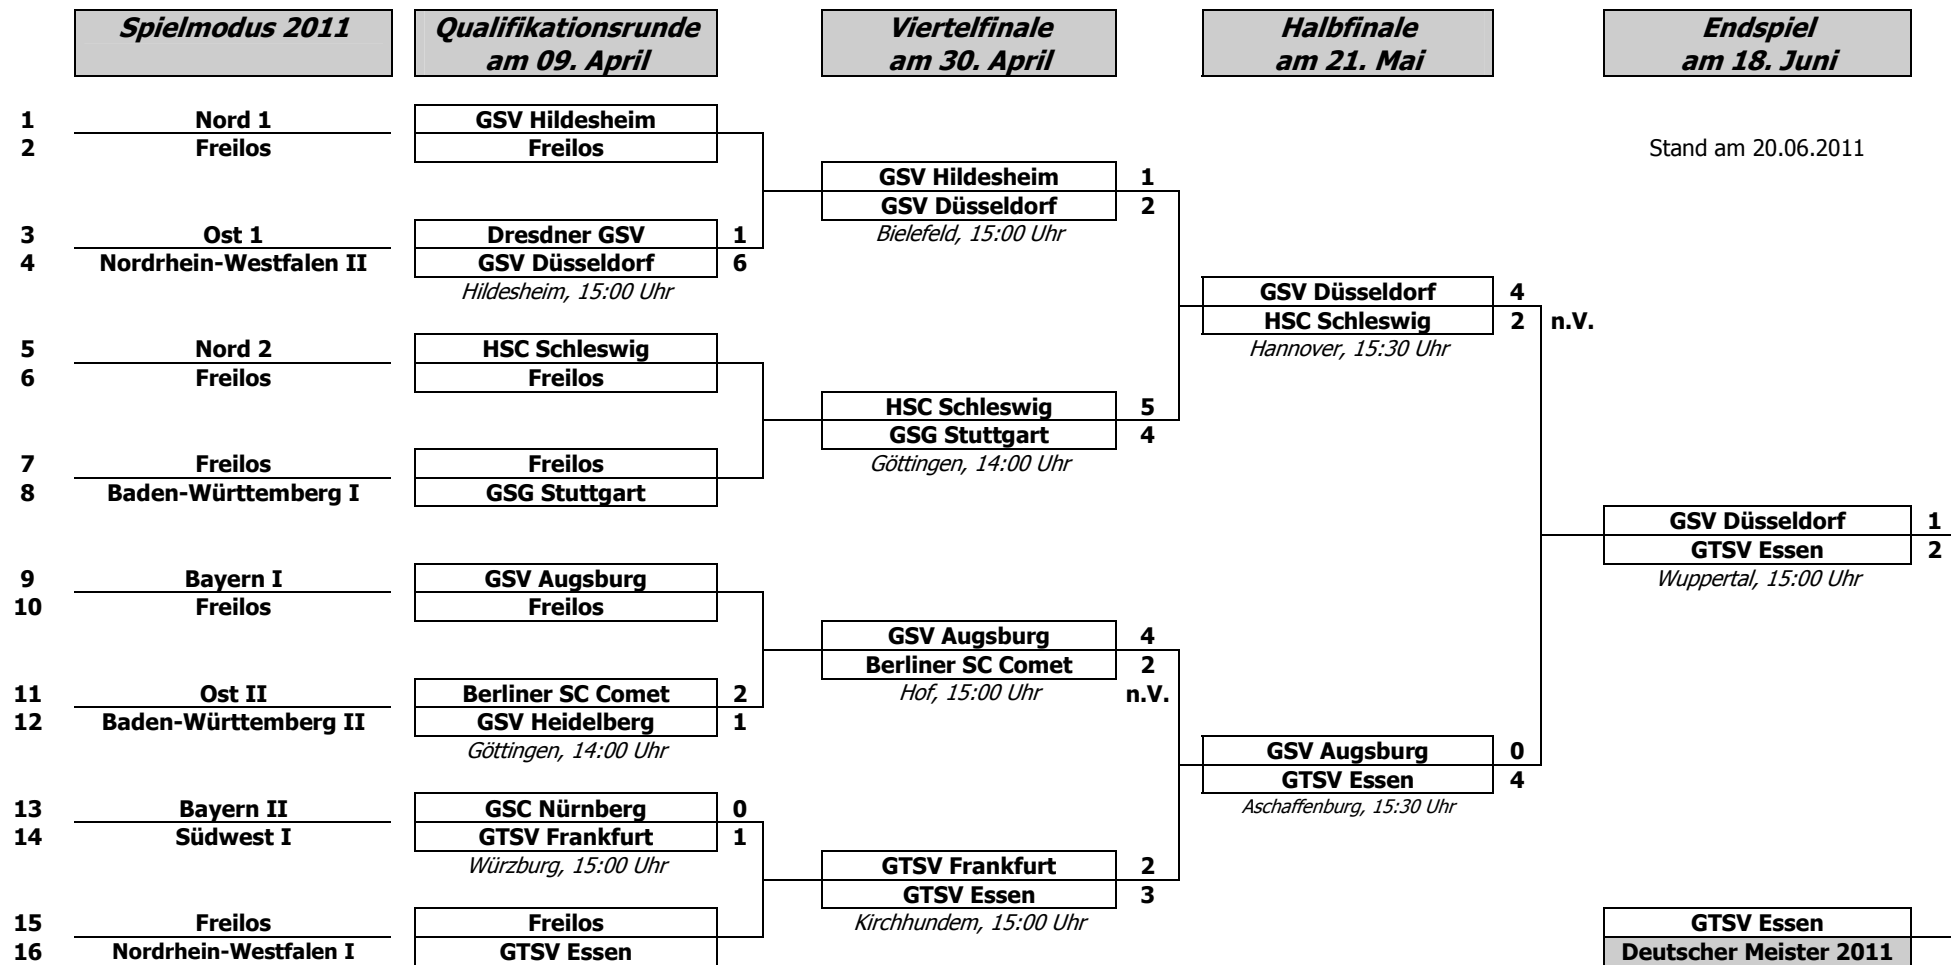 Spielmodus 2011
Qualifikationsrunde
am 09. April
Viertelfinale
am 30. April
Halbfinale
am 21. Mai
Endspiel
am 18. Juni
1 Nord 1 GSV Hildesheim
2 Freilos Freilos Stand am 20.06.2011
GSV Hildesheim 1
GSV Düsseldorf 2
3 Ost 1 Dresdner GSV 1 Bielefeld, 15:00 Uhr
4 Nordrhein-Westfalen II GSV Düsseldorf 6
Hildesheim, 15:00 Uhr GSV Düsseldorf 4
HSC Schleswig 2 n.V.
5 Nord 2 HSC Schleswig Hannover, 15:30 Uhr
6 Freilos Freilos
HSC Schleswig 5
GSG Stuttgart 4
7 Freilos Freilos Göttingen, 14:00 Uhr
8 Baden-Württemberg I GSG Stuttgart
GSV Düsseldorf 1
GTSV Essen 2
9 Bayern I GSV Augsburg Wuppertal, 15:00 Uhr
10 Freilos Freilos
GSV Augsburg 4
Berliner SC Comet 2
11 Ost II Berliner SC Comet 2 Hof, 15:00 Uhr n.V.
12 Baden-Württemberg II GSV Heidelberg 1
Göttingen, 14:00 Uhr GSV Augsburg 0
GTSV Essen 4
13 Bayern II GSC Nürnberg 0 Aschaffenburg, 15:30 Uhr
14 Südwest I GTSV Frankfurt 1
Würzburg, 15:00 Uhr GTSV Frankfurt 2
GTSV Essen 3
15 Freilos Freilos Kirchhundem, 15:00 Uhr GTSV Essen
16 Nordrhein-Westfalen I GTSV Essen Deutscher Meister 2011